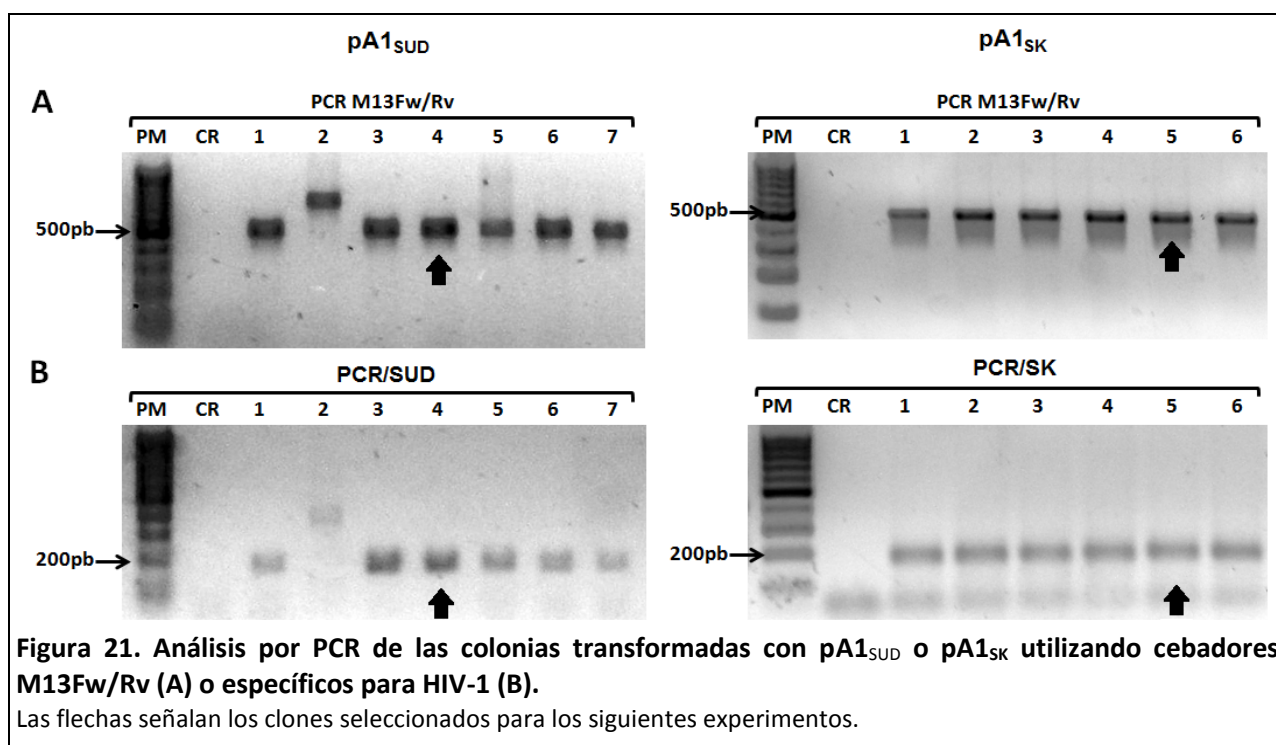 pA1SUD
pA1SK
A
PCR M13Fw/Rv
PM CR 1 2 3 4 5 6 7
500pb
PCR M13Fw/Rv
PM CR 1 2 3 4 5 6
500pb
B
PCR/SUD
PM CR 1 2 3 4 5 6 7
200pb
PCR/SK
PM CR 1 2 3 4 5 6
200pb
Figura 21. Análisis por PCR de las colonias transformadas con pA1SUD o pA1SK utilizando cebadores
M13Fw/Rv (A) o específicos para HIV-1 (B).
Las flechas señalan los clones seleccionados para los siguientes experimentos.